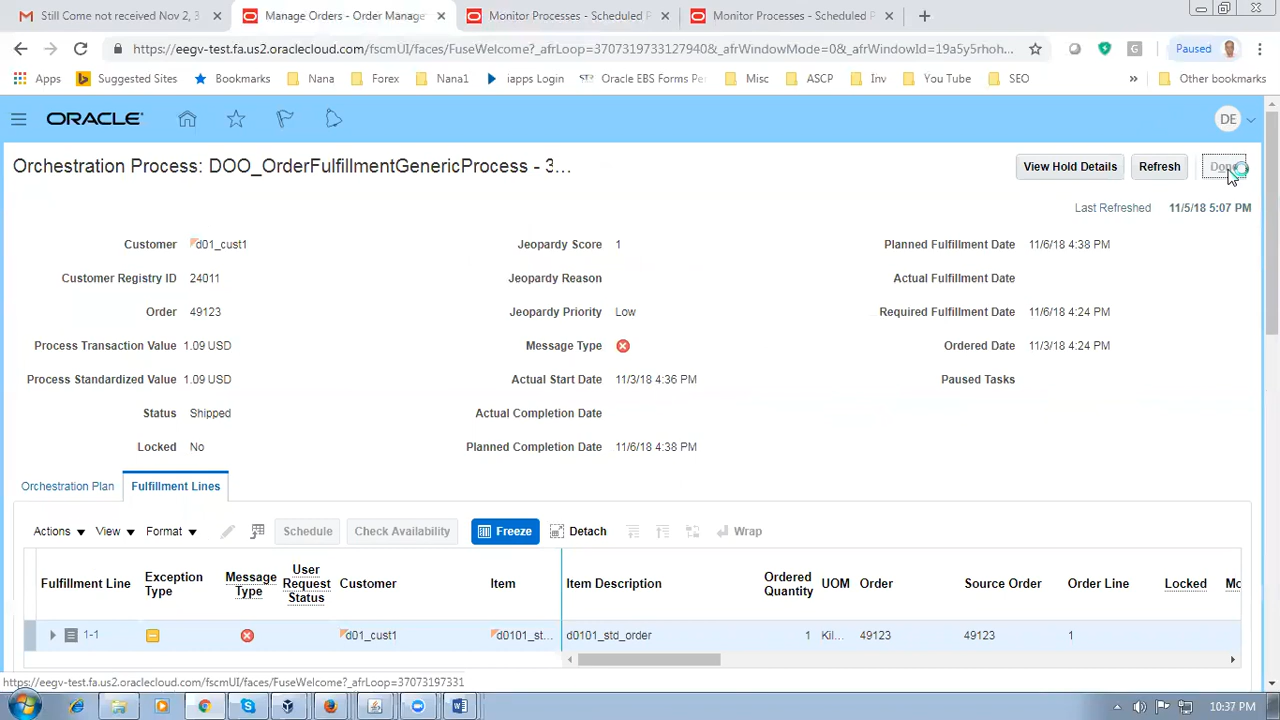 Still Come not received Nov 2, 3
Manage Orders - Order Manage
Monitor Processes - Scheduled P
Monitor Processes - Scheduled P
https://eegv-test.fa.us2.oraclecloud.com/fscmUI/faces/FuseWelcome?_afrLoop=37073197331279940&_afrWindowMode=0&_afrWindowId=19a5y5rhoh...
G
Paused
Apps
Suggested Sites
Bookmarks
Nana
Forex
Nana1
iapps Login
Oracle EBS Forms Pe
Misc
ASCP
Inv
You Tube
SEO
»
Other bookmarks
ORACLE
DE
Orchestration Process: DOO_OrderFulfillmentGenericProcess - 3...
View Hold Details
Refresh
Last Refreshed 11/5/18 5:07 PM
Customer d01_cust1
Jeopardy Score 1
Planned Fulfillment Date 11/6/18 4:38 PM
Customer Registry ID 24011
Jeopardy Reason
Actual Fulfillment Date
Order 49123
Jeopardy Priority Low
Required Fulfillment Date 11/6/18 4:24 PM
Process Transaction Value 1.09 USD
Message Type
Ordered Date 11/3/18 4:24 PM
Process Standardized Value 1.09 USD
Actual Start Date 11/3/18 4:36 PM
Paused Tasks
Status Shipped
Actual Completion Date
Locked No
Planned Completion Date 11/6/18 4:38 PM
Orchestration Plan
Fulfillment Lines
Actions
View
Format
Schedule
Check Availability
Freeze
Detach
Wrap
Fulfillment Line
Exception Type
Message Type
User Request Status
Customer
Item
Item Description
Ordered Quantity
UOM
Order
Source Order
Order Line
Locked
Mo
1-1
d01_cust1
d0101_st...
d0101_std_order
1
Kil...
49123
49123
1
https://eegv-test.fa.us2.oraclecloud.com/fscmUI/faces/FuseWelcome?_afrLoop=37073197331
10:37 PM